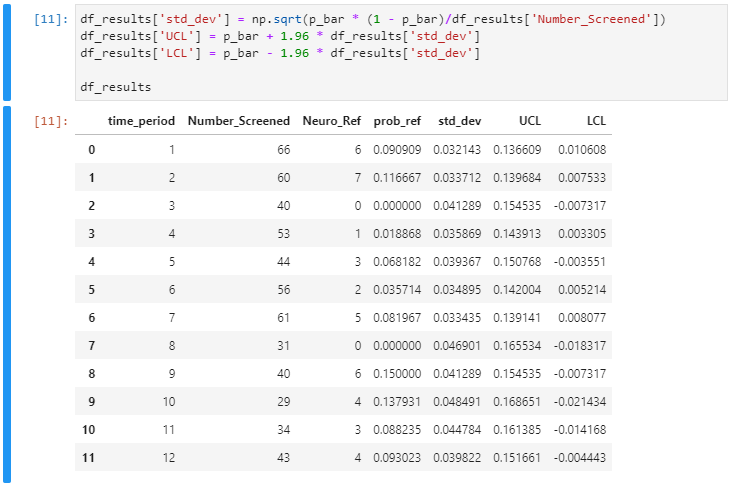 [11]: df_results['std_dev'] = np.sqrt(p_bar * (1 - p_bar)/df_results['Number_Screened'])
df_results['UCL'] = p_bar + 1.96 * df_results['std_dev']
df_results['LCL'] = p_bar - 1.96 * df_results['std_dev']
df_results
[11]: time_period Number_Screened Neuro_Ref prob_ref std_dev UCL LCL
0 1 66 6 0.090909 0.032143 0.136609 0.010608
1 2 60 7 0.116667 0.033712 0.139684 0.007533
2 3 40 0 0.000000 0.041289 0.154535 -0.007317
3 4 53 1 0.018868 0.035869 0.143913 0.003305
4 5 44 3 0.068182 0.039367 0.150768 -0.003551
5 6 56 2 0.035714 0.034895 0.142004 0.005214
6 7 61 5 0.081967 0.033435 0.139141 0.008077
7 8 31 0 0.000000 0.046901 0.165534 -0.018317
8 9 40 6 0.150000 0.041289 0.154535 -0.007317
9 10 29 4 0.137931 0.048491 0.168651 -0.021434
10 11 34 3 0.088235 0.044784 0.161385 -0.014168
11 12 43 4 0.093023 0.039822 0.151661 -0.004443